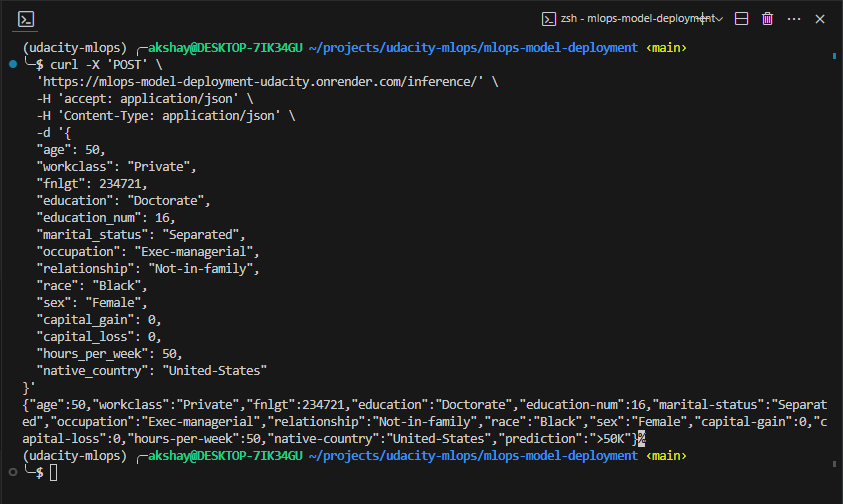 zsh - mlops-model-deployment
(udacity-mlops) ╭─akshay@DESKTOP-7IK34GU ~/projects/udacity-mlops/mlops-model-deployment ‹main›
╰─$ curl -X 'POST' \
'https://mlops-model-deployment-udacity.onrender.com/inference/' \
-H 'accept: application/json' \
-H 'Content-Type: application/json' \
-d '{
"age": 50,
"workclass": "Private",
"fnlgt": 234721,
"education": "Doctorate",
"education_num": 16,
"marital_status": "Separated",
"occupation": "Exec-managerial",
"relationship": "Not-in-family",
"race": "Black",
"sex": "Female",
"capital_gain": 0,
"capital_loss": 0,
"hours_per_week": 50,
"native_country": "United-States"
}'
{"age":50,"workclass":"Private","fnlgt":234721,"education":"Doctorate","education-num":16,"marital-status":"Separat
ed","occupation":"Exec-managerial","relationship":"Not-in-family","race":"Black","sex":"Female","capital-gain":0,"c
apital-loss":0,"hours-per-week":50,"native-country":"United-States","prediction":">50K"}%
(udacity-mlops) ╭─akshay@DESKTOP-7IK34GU ~/projects/udacity-mlops/mlops-model-deployment ‹main›
╰─$